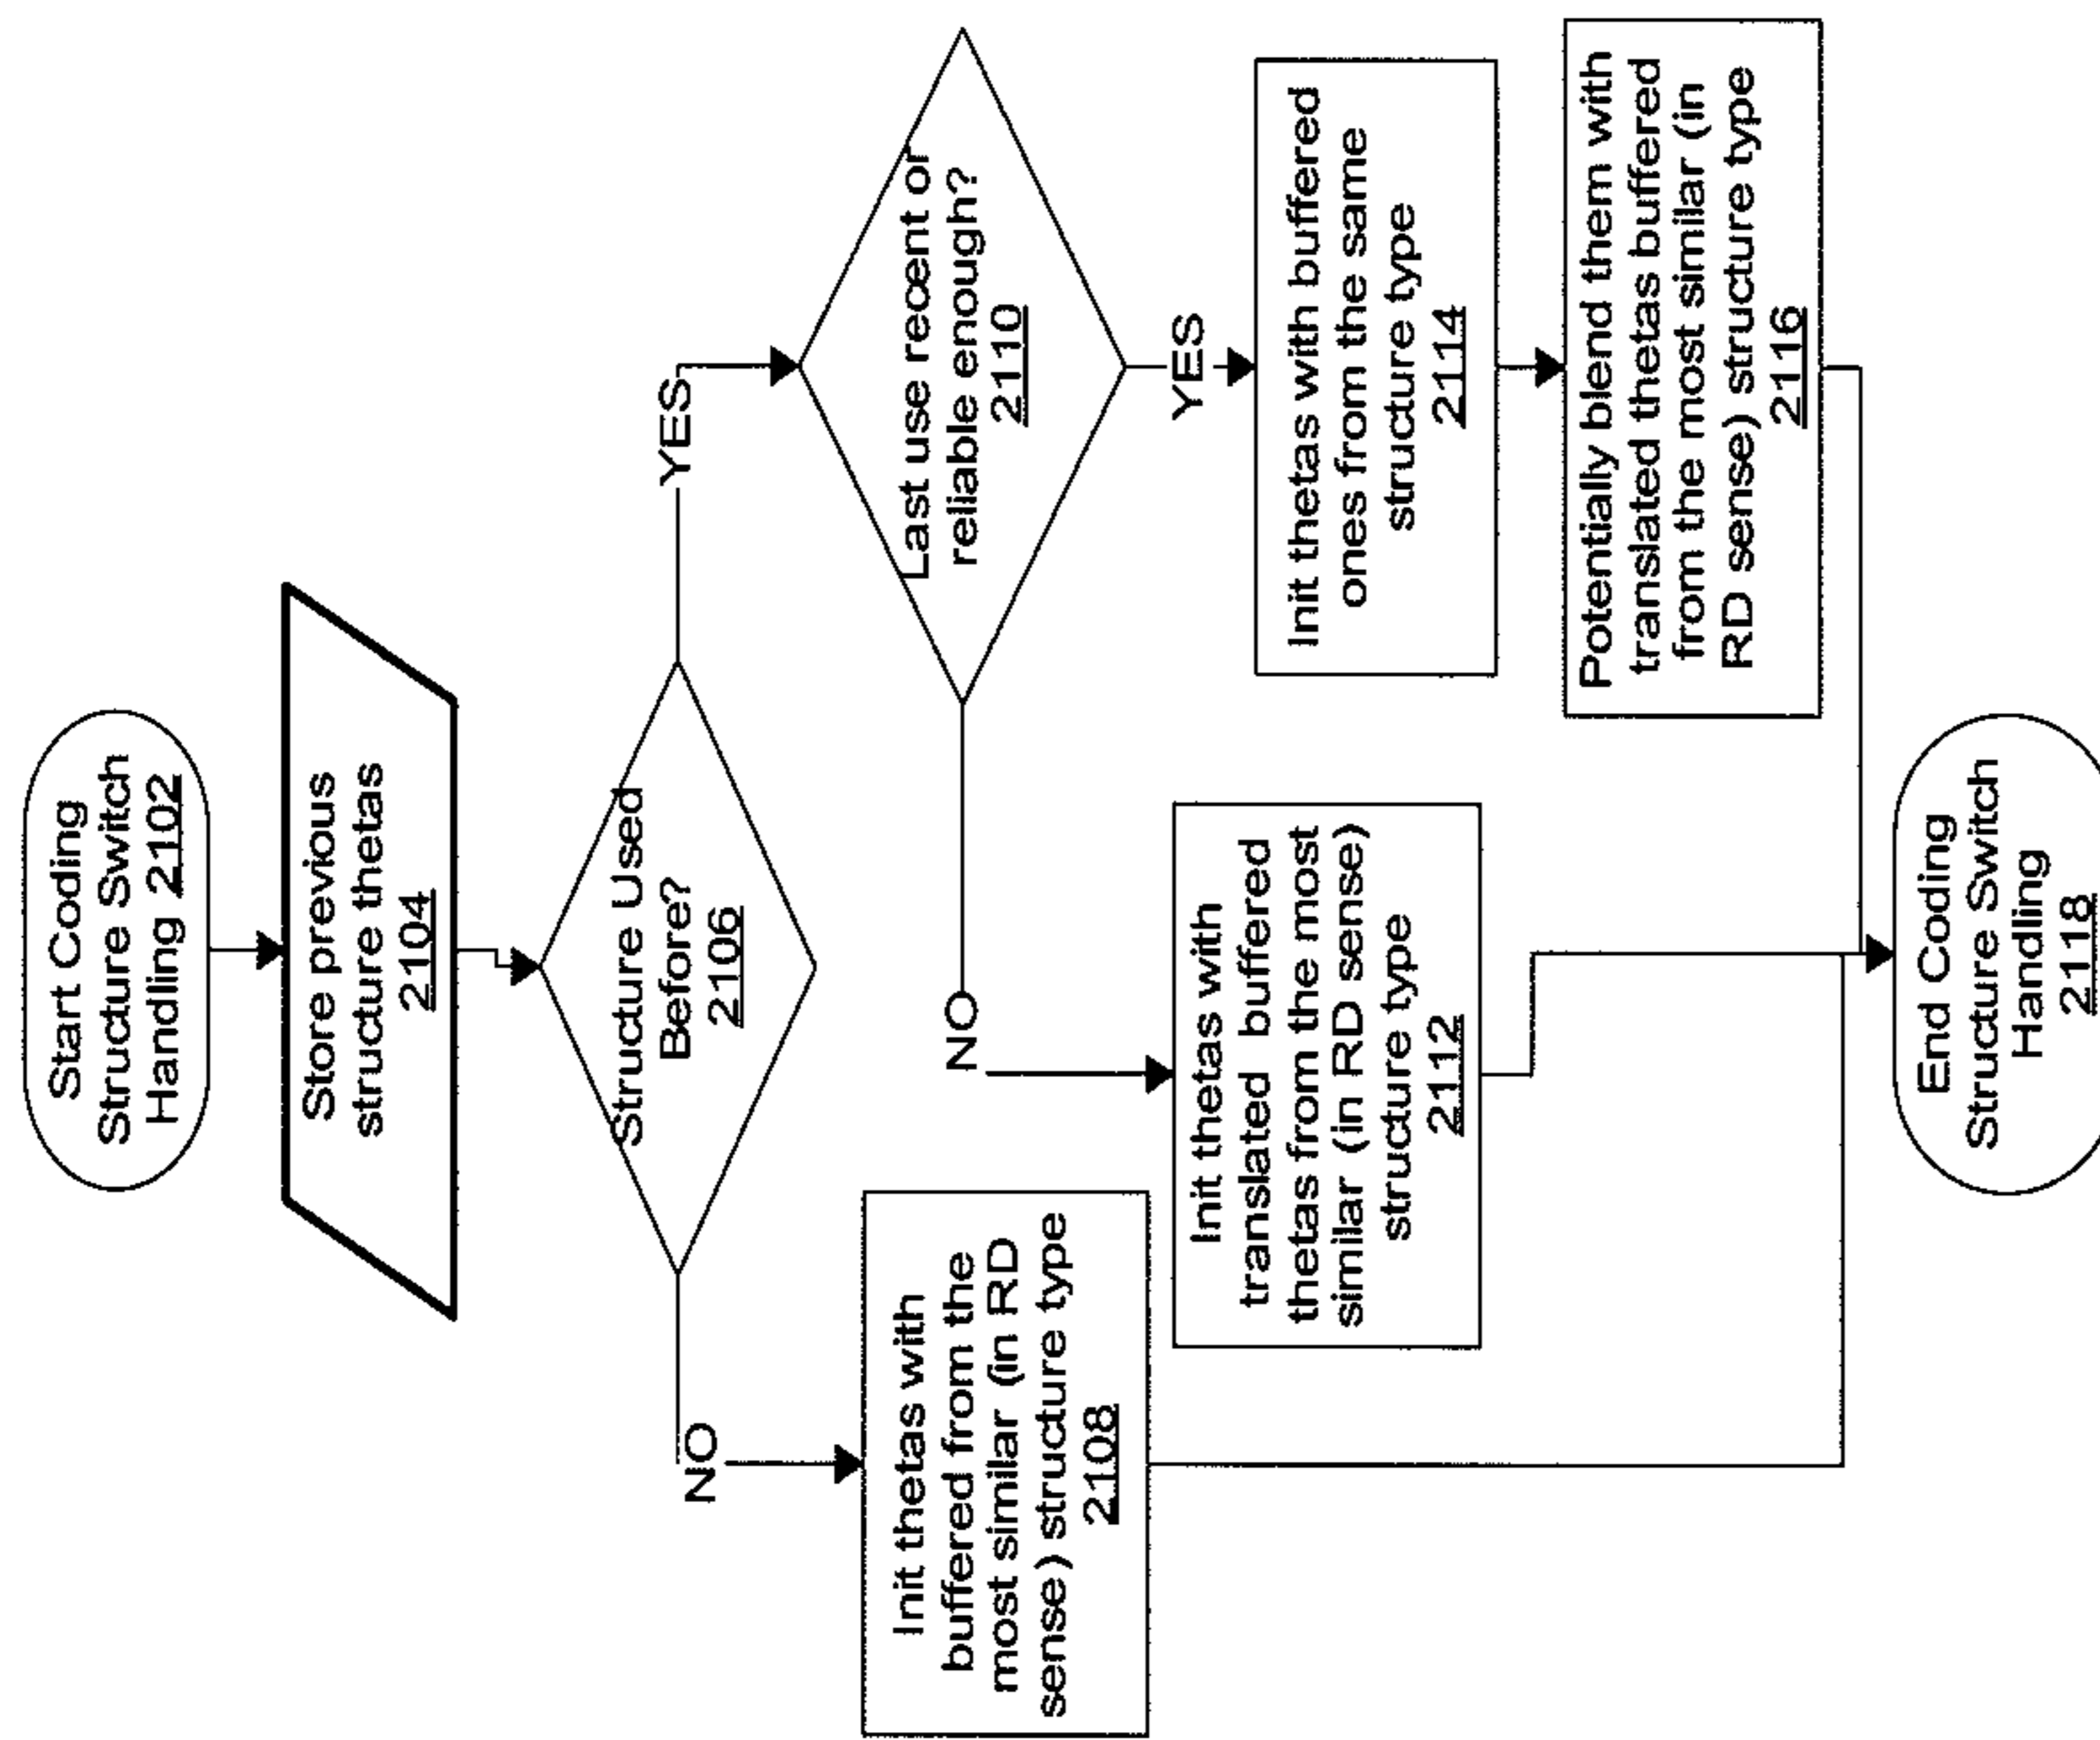 Start Coding
Structure Switch
Handling 2102
Store previous
structure thetas
2104
Structure Used
Before?
2106
YES
NO
Last use recent or
reliable enough?
2110
NO
YES
Init thetas with
buffered from the
most similar (in RD
sense) structure type
2108
Init thetas with
translated buffered
thetas from the most
similar (in RD sense)
structure type
2112
Init thetas with buffered
ones from the same
structure type
2114
Potentially blend them with
translated thetas buffered
from the most similar (in
RD sense) structure type
2116
End Coding
Structure Switch
Handling
2118